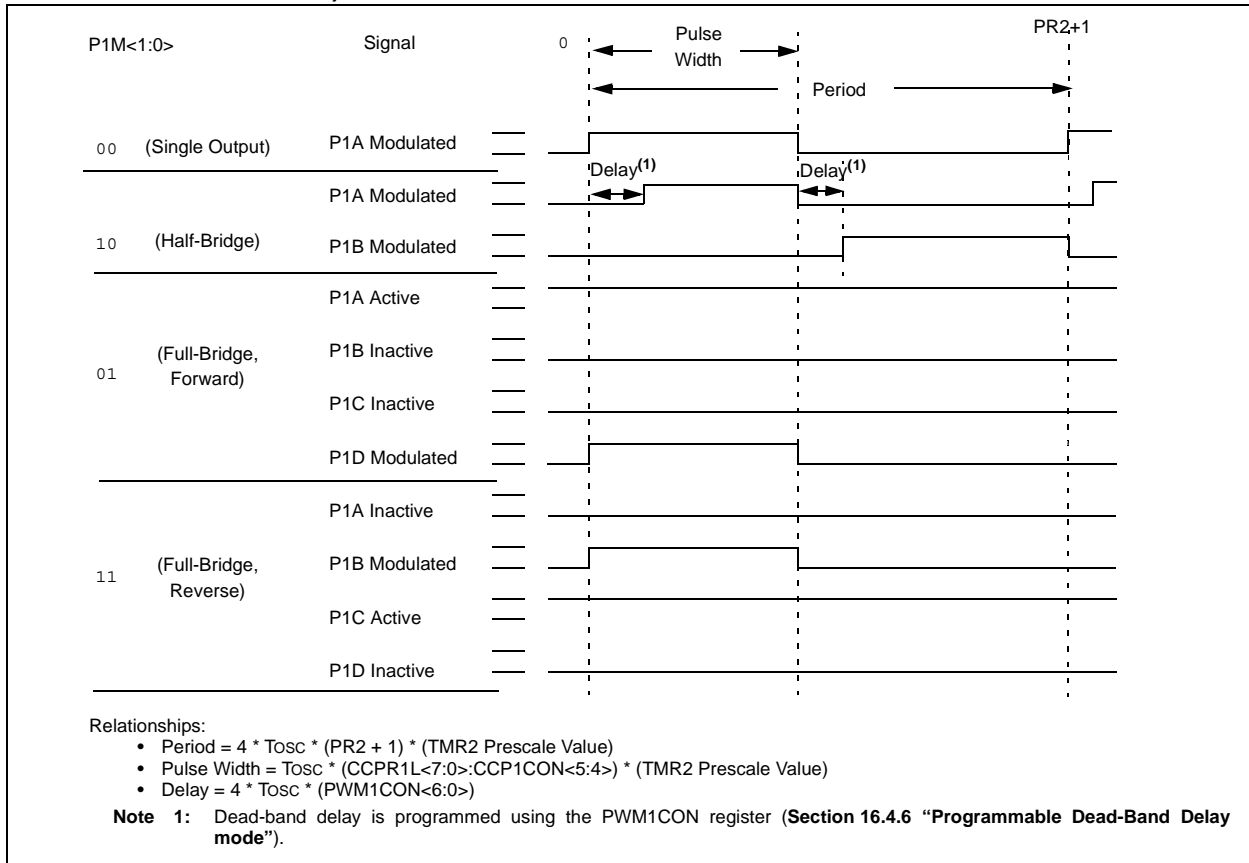 P1M<1:0> Signal 0 Pulse Width PR2+1
Period
00 (Single Output) P1A Modulated
Delay(1) Delay(1)
P1A Modulated
10 (Half-Bridge) P1B Modulated
P1A Active
01 (Full-Bridge, Forward) P1B Inactive
P1C Inactive
P1D Modulated
P1A Inactive
11 (Full-Bridge, Reverse) P1B Modulated
P1C Active
P1D Inactive
Relationships:
• Period = 4 * TOSC * (PR2 + 1) * (TMR2 Prescale Value)
• Pulse Width = TOSC * (CCPR1L<7:0>:CCP1CON<5:4>) * (TMR2 Prescale Value)
• Delay = 4 * TOSC * (PWM1CON<6:0>)
Note 1: Dead-band delay is programmed using the PWM1CON register (Section 16.4.6 “Programmable Dead-Band Delay
mode”).